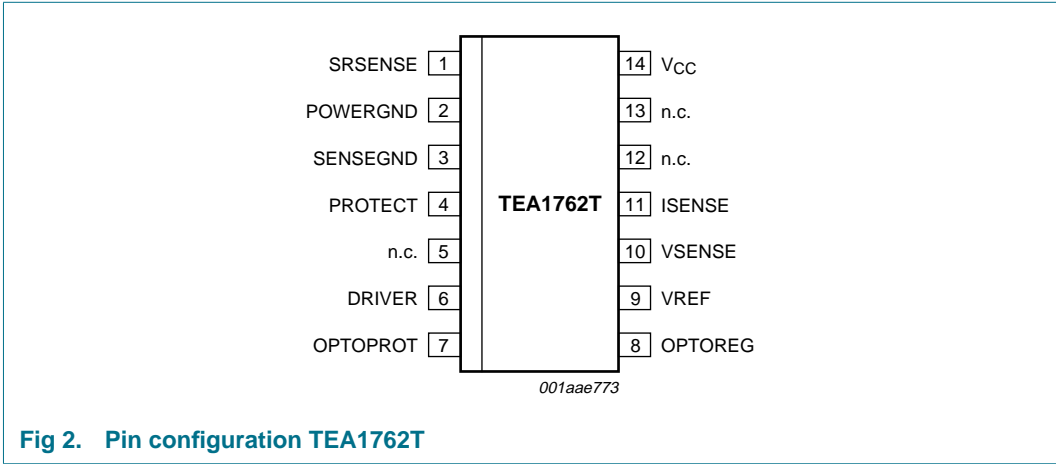 SRSENSE 1 14 VCC
POWERGND 2 13 n.c.
SENSEGND 3 12 n.c.
PROTECT 4 TEA1762T 11 ISENSE
n.c. 5 10 VSENSE
DRIVER 6 9 VREF
OPTOPROT 7 8 OPTOREG
001aae773
Fig 2. Pin configuration TEA1762T